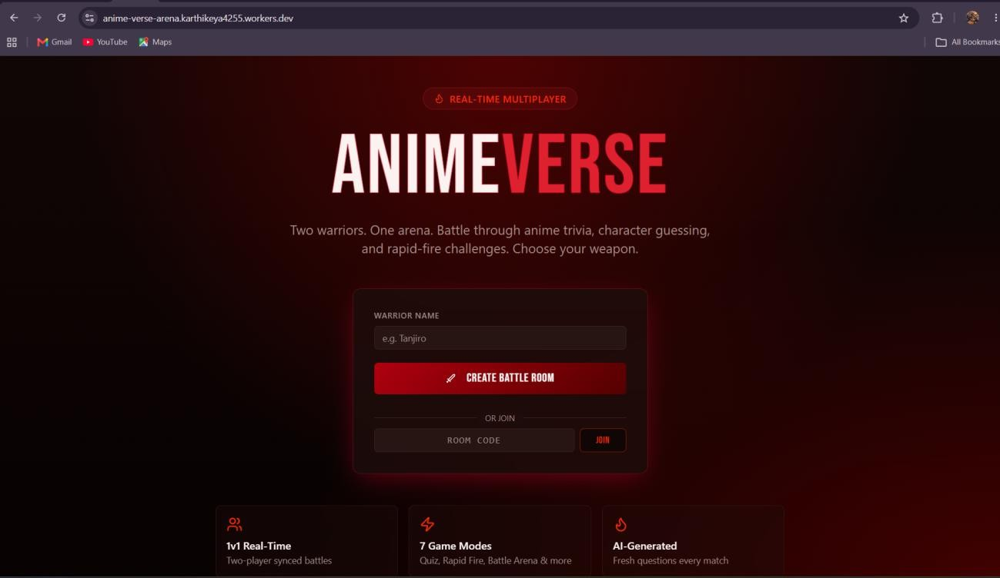 anime-verse-arena.karthikeya4255.workers.dev
Gmail YouTube Maps All Bookmarks
REAL-TIME MULTIPLAYER
ANIMEVERSE
Two warriors. One arena. Battle through anime trivia, character guessing,
and rapid-fire challenges. Choose your weapon.
WARRIOR NAME
e.g. Tanjiro
CREATE BATTLE ROOM
OR JOIN
ROOM CODE JOIN
1v1 Real-Time
Two-player synced battles
7 Game Modes
Quiz, Rapid Fire, Battle Arena & more
AI-Generated
Fresh questions every match